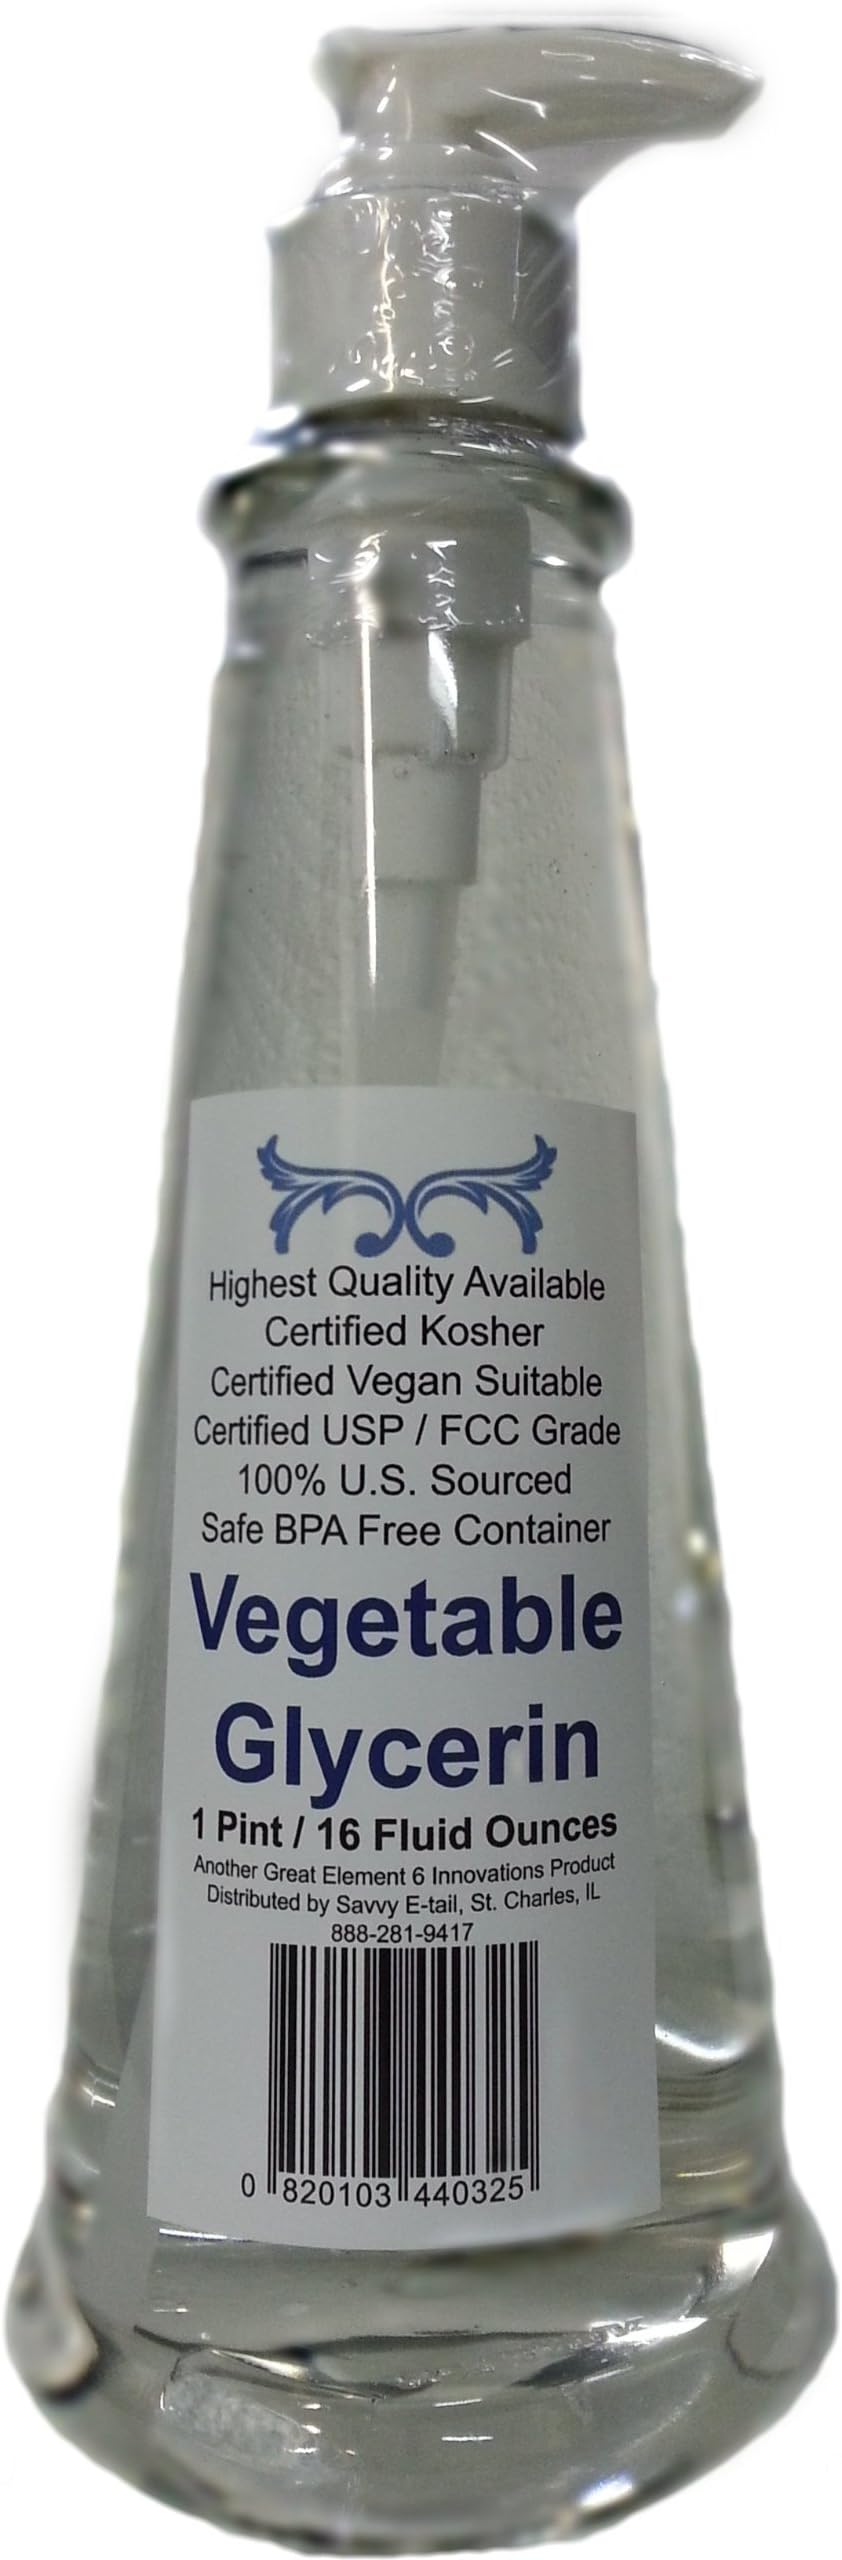 Highest Quality Available
Certified Kosher
Certified Vegan Suitable
Certified USP / FCC Grade
100% U.S. Sourced
Safe BPA Free Container
Vegetable
Glycerin
1 Pint / 16 Fluid Ounces
Another Great Element 6 Innovations Product
Distributed by Savvy E-tail, St. Charles, IL
888-281-9417
0 820103 440325